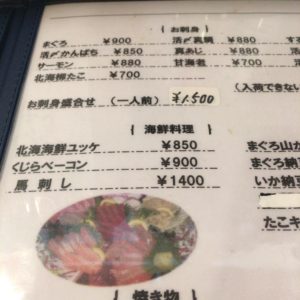 { お刺身 }
まぐろ ¥900 活〆真鯛 ¥880
活〆かんぱち ¥850 真あじ ¥880
サーモン ¥880 甘海老 ¥700
北海柳たこ ¥700
(入荷できない
お刺身盛合せ (一人前) ¥1,500
{ 海鮮料理 }
北海海鮮ユッケ ¥850 まぐろ山か
くじらベーコン ¥900 まぐろ納豆
馬刺し ¥1400 いか納豆
たこキ
{ 焼き物 }